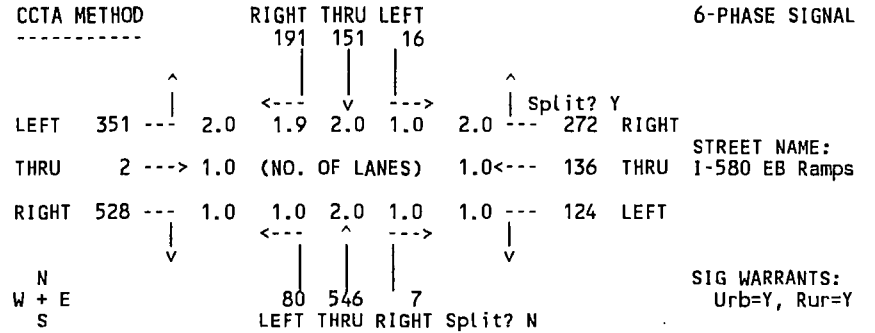 CCTA METHOD RIGHT THRU LEFT 6-PHASE SIGNAL
----------- 191 151 16
^ ^
<--- v ---> Split? Y
LEFT 351 --- 2.0 1.9 2.0 1.0 2.0 --- 272 RIGHT
STREET NAME:
THRU 2 ---> 1.0 (NO. OF LANES) 1.0<--- 136 THRU I-580 EB Ramps
RIGHT 528 --- 1.0 1.0 2.0 1.0 1.0 --- 124 LEFT
<--- ^ --->
v v
N SIG WARRANTS:
W + E 80 546 7 Urb=Y, Rur=Y
S LEFT THRU RIGHT Split? N